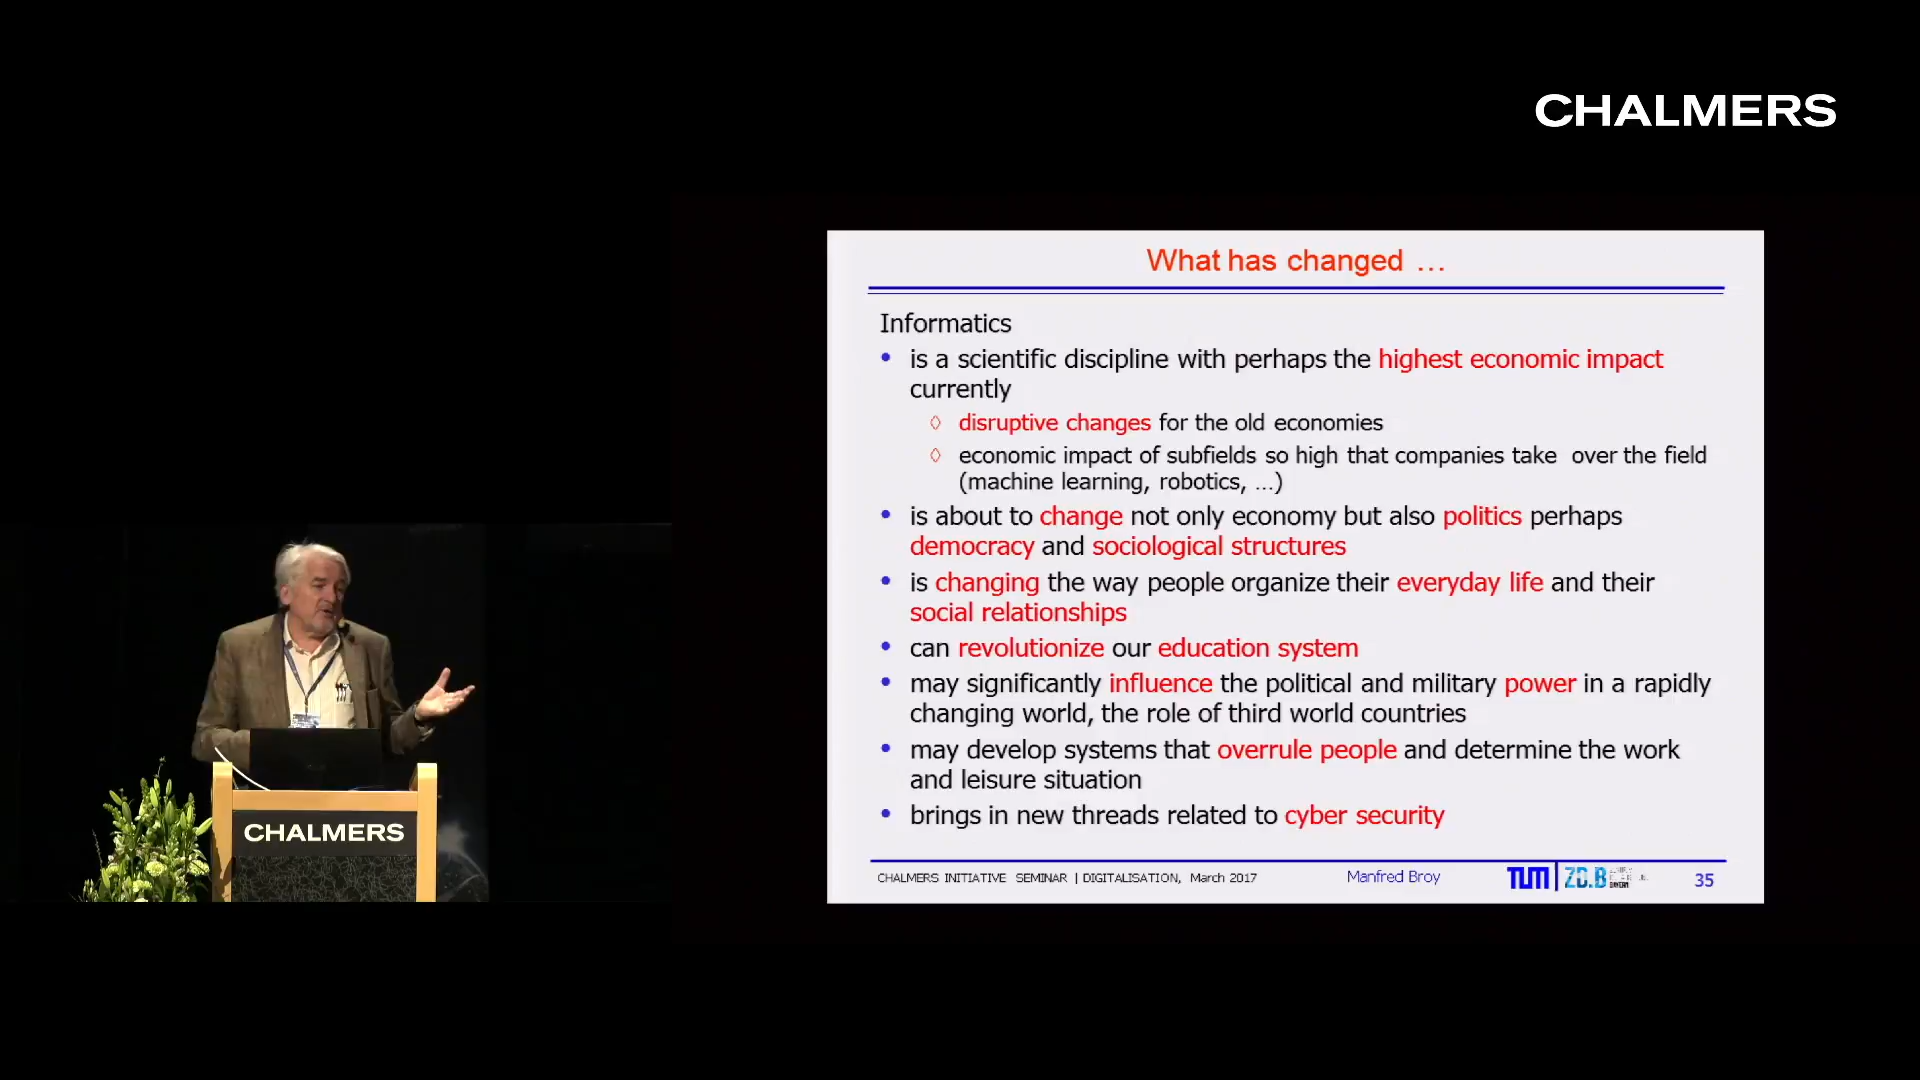 CHALMERS
What has changed …
Informatics
• is a scientific discipline with perhaps the highest economic impact
currently
◊ disruptive changes for the old economies
◊ economic impact of subfields so high that companies take over the field
(machine learning, robotics, …)
• is about to change not only economy but also politics perhaps
democracy and sociological structures
• is changing the way people organize their everyday life and their
social relationships
• can revolutionize our education system
• may significantly influence the political and military power in a rapidly
changing world, the role of third world countries
• may develop systems that overrule people and determine the work
and leisure situation
• brings in new threads related to cyber security
CHALMERS INITIATIVE SEMINAR | DIGITALISATION, March 2017
Manfred Broy
TUM
ZD.B
35
CHALMERS